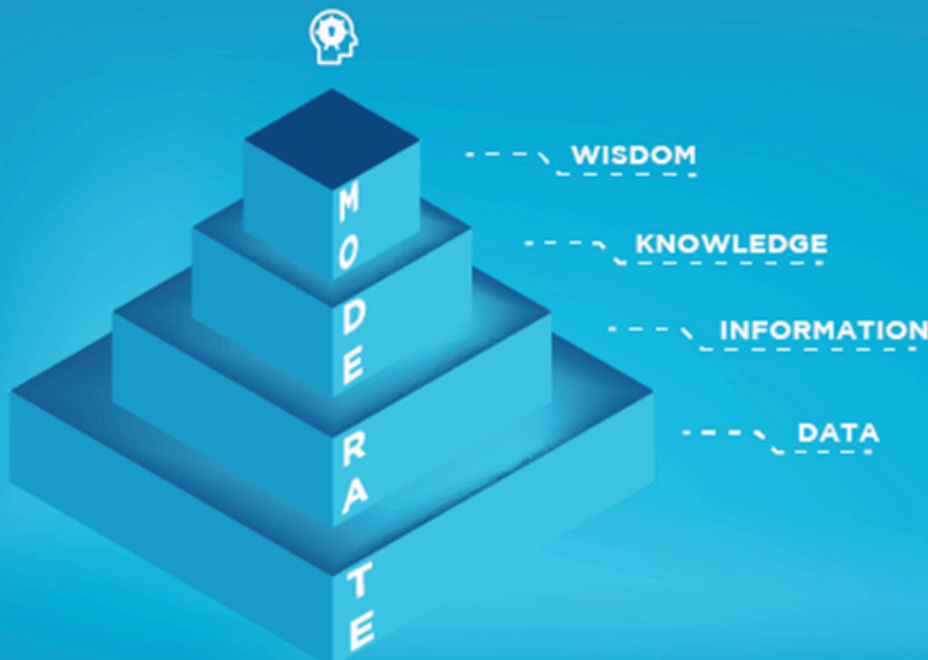 WISDOM
KNOWLEDGE
INFORMATION
DATA
MODERATE